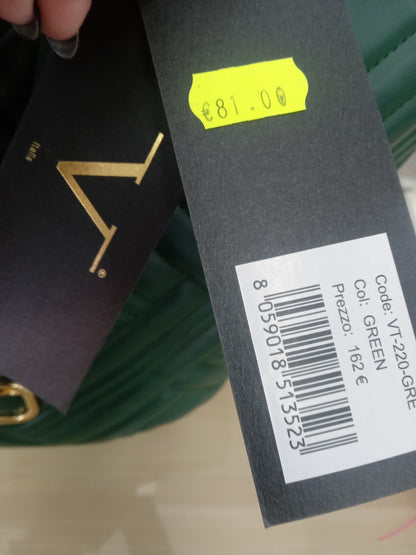 €81.00
Italia
V
Code: VT-220-GRE
Col: GREEN
Prezzo: 162 €
8 059018 513523